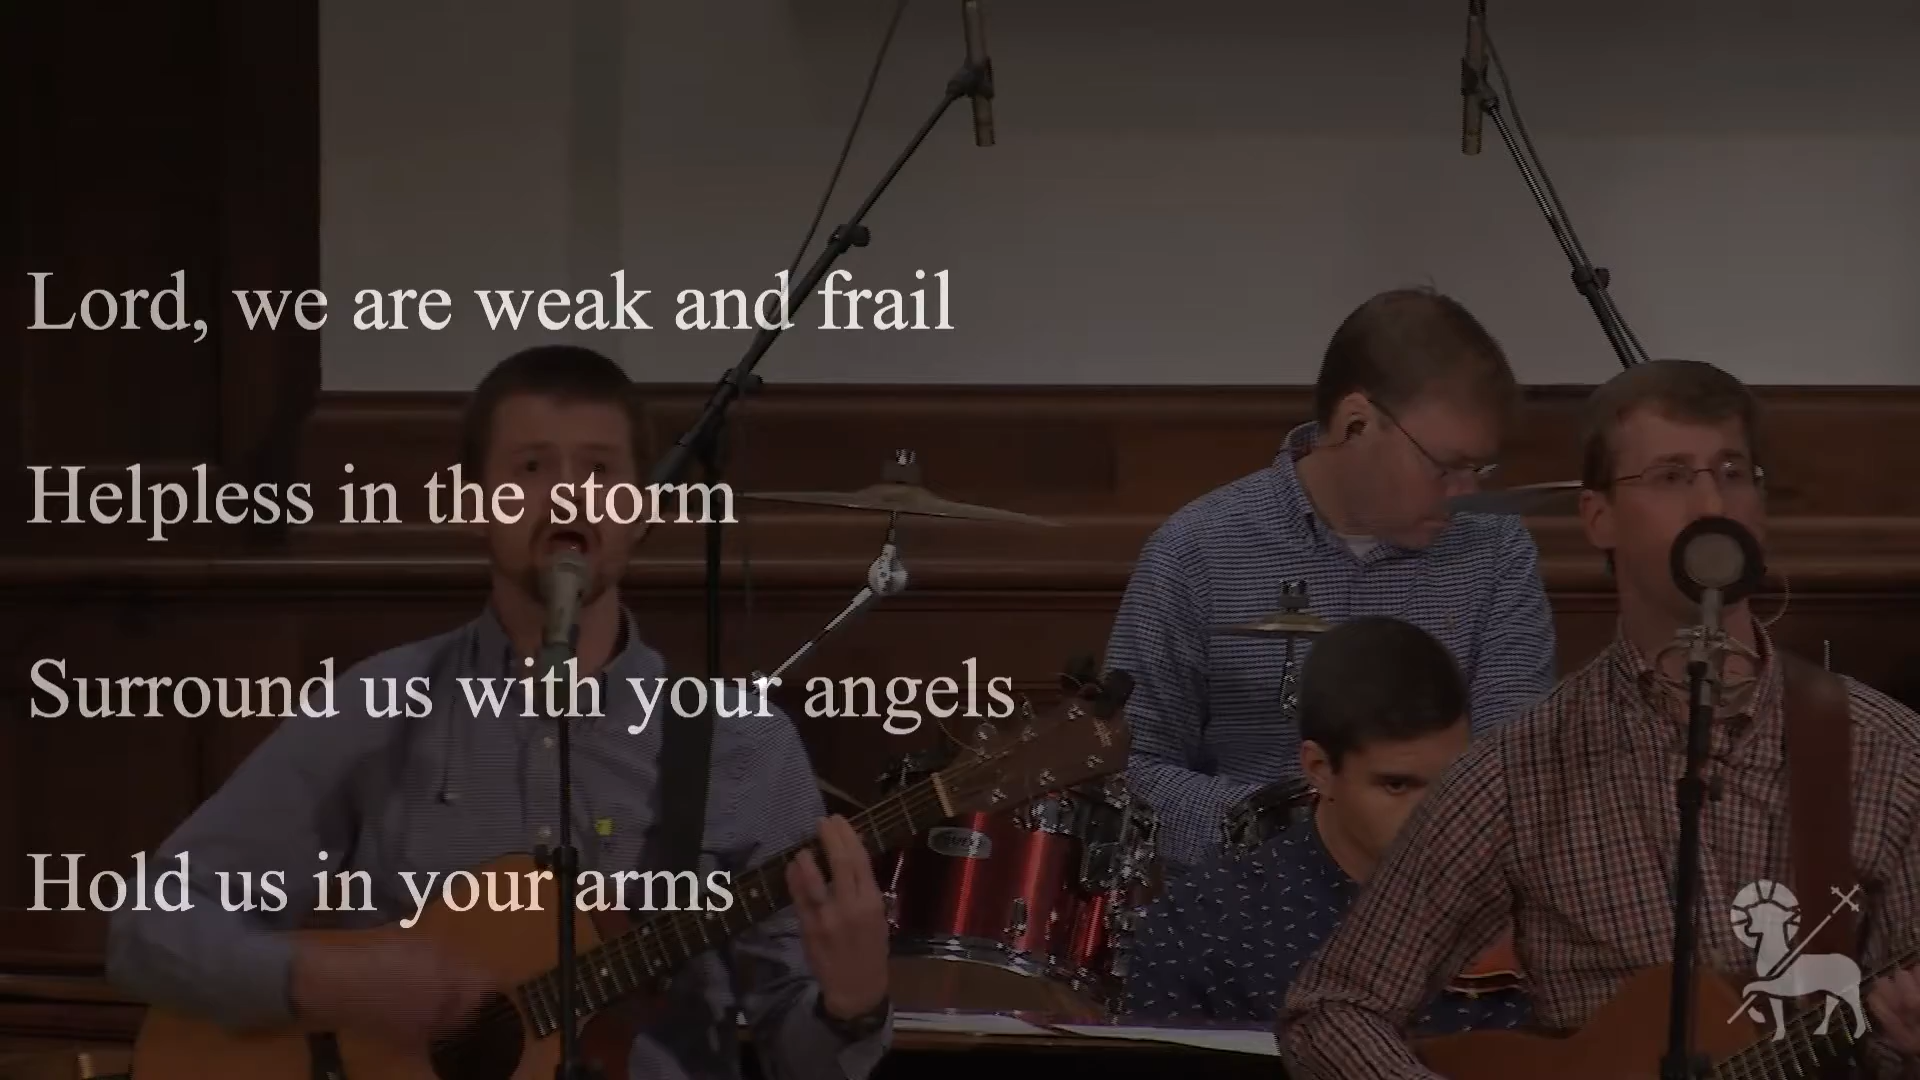 Lord, we are weak and frail
Helpless in the storm
Surround us with your angels
Hold us in your arms